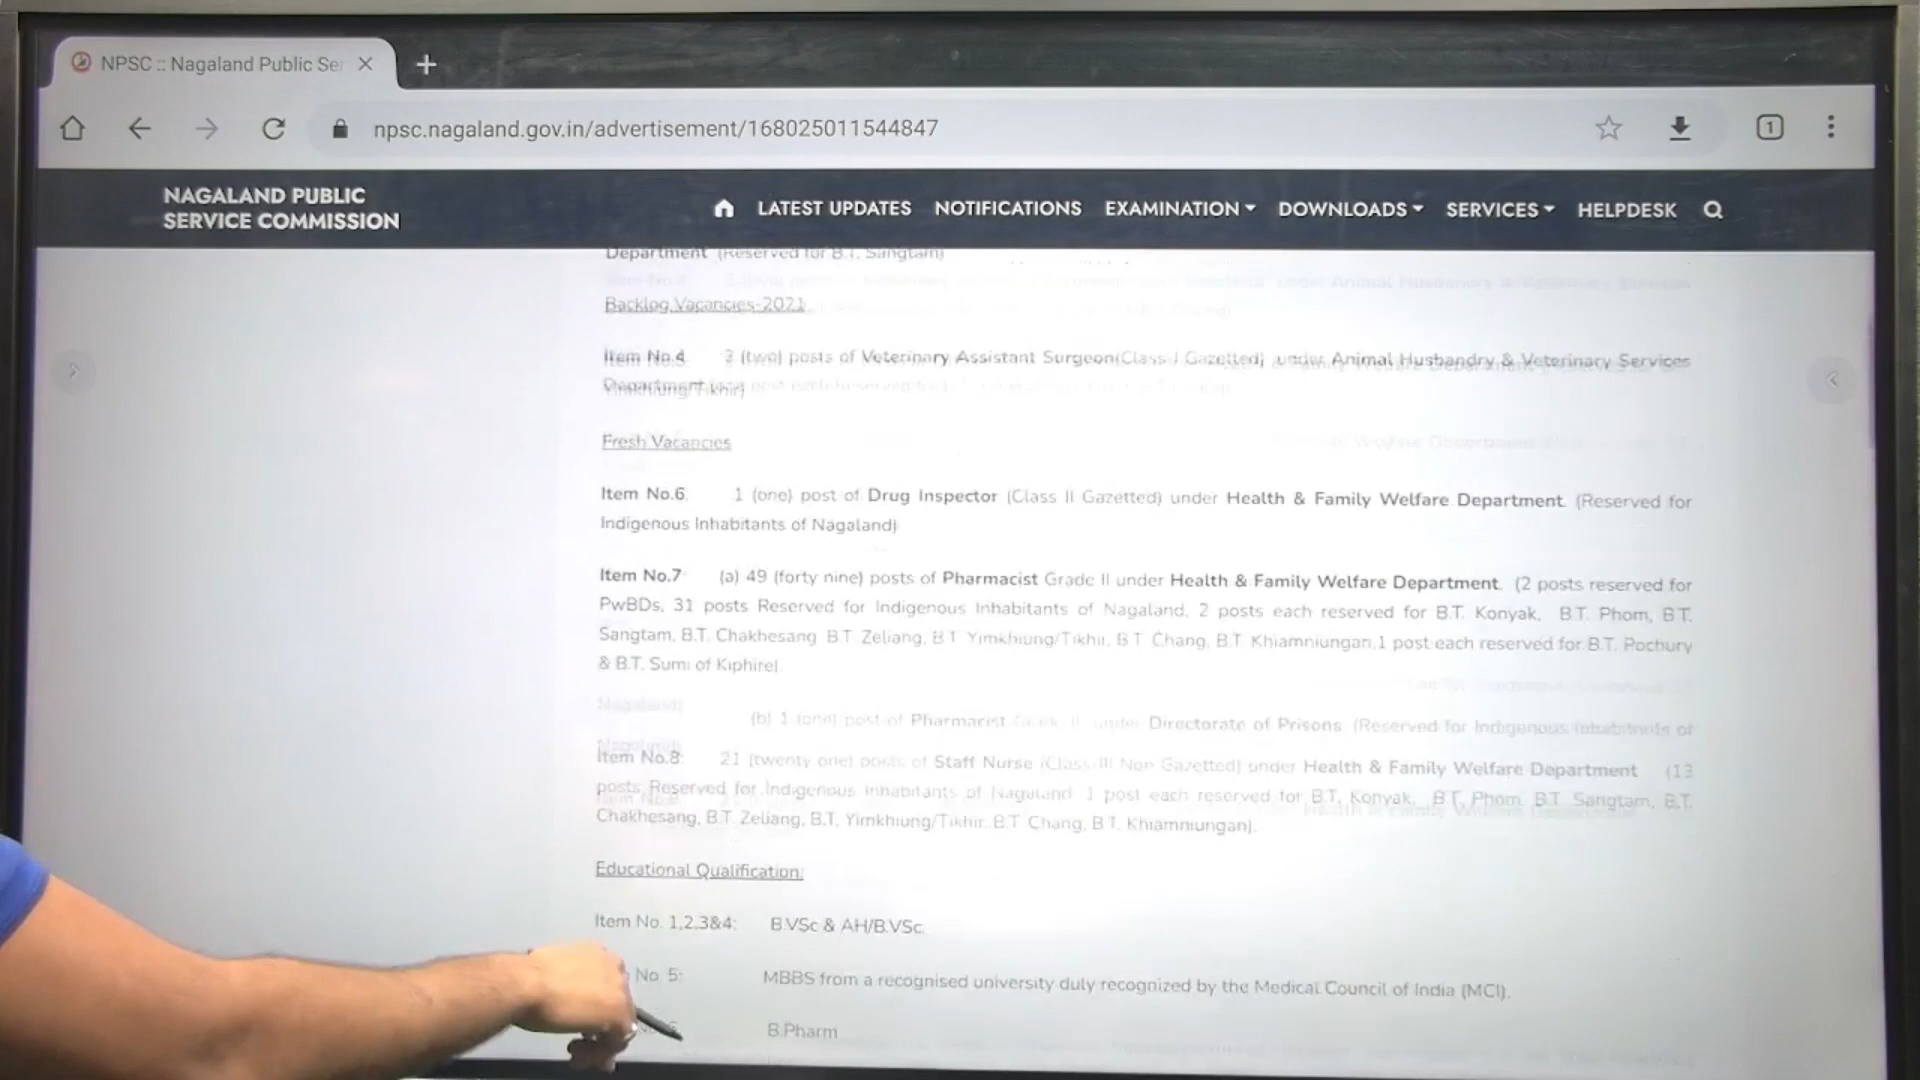 NPSC :: Nagaland Public Ser
npsc.nagaland.gov.in/advertisement/168025011544847
1
NAGALAND PUBLIC
SERVICE COMMISSION
LATEST UPDATES NOTIFICATIONS EXAMINATION DOWNLOADS SERVICES HELPDESK
Department (Reserved for B.T. Sangtam)
Backlog Vacancies-2021
Item No.4 2 (two) posts of Veterinary Assistant Surgeon(Class I Gazetted) under Animal Husbandry & Veterinary Services
Department
Fresh Vacancies
Item No.6: 1 (one) post of Drug Inspector (Class II Gazetted) under Health & Family Welfare Department. (Reserved for
Indigenous Inhabitants of Nagaland)
Item No.7: (a) 49 (forty nine) posts of Pharmacist Grade II under Health & Family Welfare Department. (2 posts reserved for
PwBDs, 31 posts Reserved for Indigenous Inhabitants of Nagaland, 2 posts each reserved for B.T. Konyak, B.T. Phom, B.T.
Sangtam, B.T. Chakhesang B.T Zeliang, B.T Yimkhiung/Tikhir, B.T Chang, B.T Khiamniungan,1 post each reserved for B.T. Pochury
& B.T. Sumi of Kiphire)
(b) 1 (one) post of Pharmacist Grade II under Directorate of Prisons (Reserved for Indigenous Inhabitants of
Nagaland)
Item No.8: 21 (twenty one) posts of Staff Nurse (Class-III Non Gazetted) under Health & Family Welfare Department (13
posts Reserved for Indigenous Inhabitants of Nagaland 1 post each reserved for B.T. Konyak, B.T. Phom B.T Sangtam, B.T.
Chakhesang, B.T. Zeliang, B.T. Yimkhiung/Tikhir, B.T Chang, B.T. Khiamniungan).
Educational Qualification:
Item No. 1,2,3&4: B.VSc & AH/B.VSc.
No. 5: MBBS from a recognised university duly recognized by the Medical Council of India (MCI).
B.Pharm